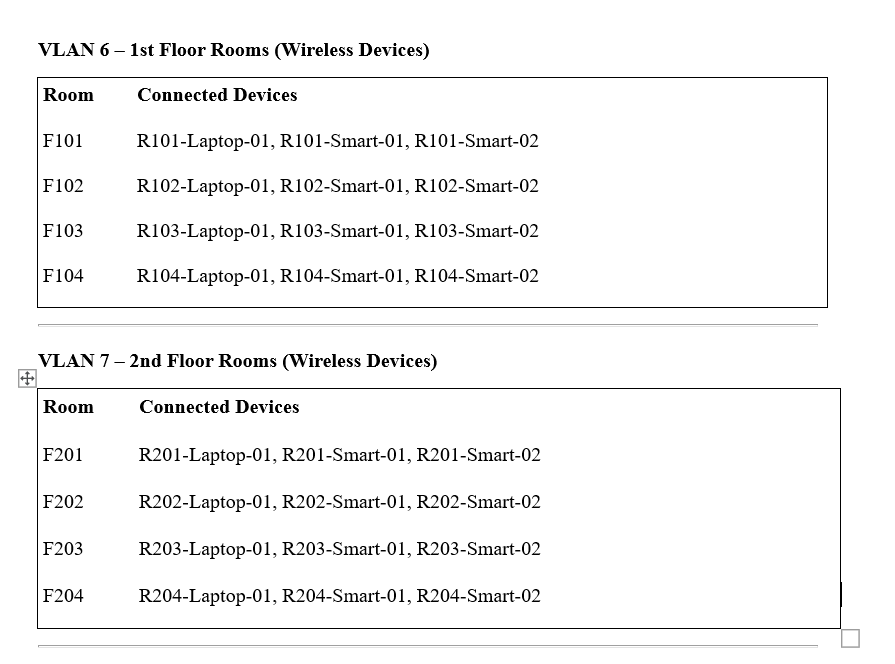 VLAN 6 – 1st Floor Rooms (Wireless Devices)
Room Connected Devices
F101 R101-Laptop-01, R101-Smart-01, R101-Smart-02
F102 R102-Laptop-01, R102-Smart-01, R102-Smart-02
F103 R103-Laptop-01, R103-Smart-01, R103-Smart-02
F104 R104-Laptop-01, R104-Smart-01, R104-Smart-02
VLAN 7 – 2nd Floor Rooms (Wireless Devices)
Room Connected Devices
F201 R201-Laptop-01, R201-Smart-01, R201-Smart-02
F202 R202-Laptop-01, R202-Smart-01, R202-Smart-02
F203 R203-Laptop-01, R203-Smart-01, R203-Smart-02
F204 R204-Laptop-01, R204-Smart-01, R204-Smart-02